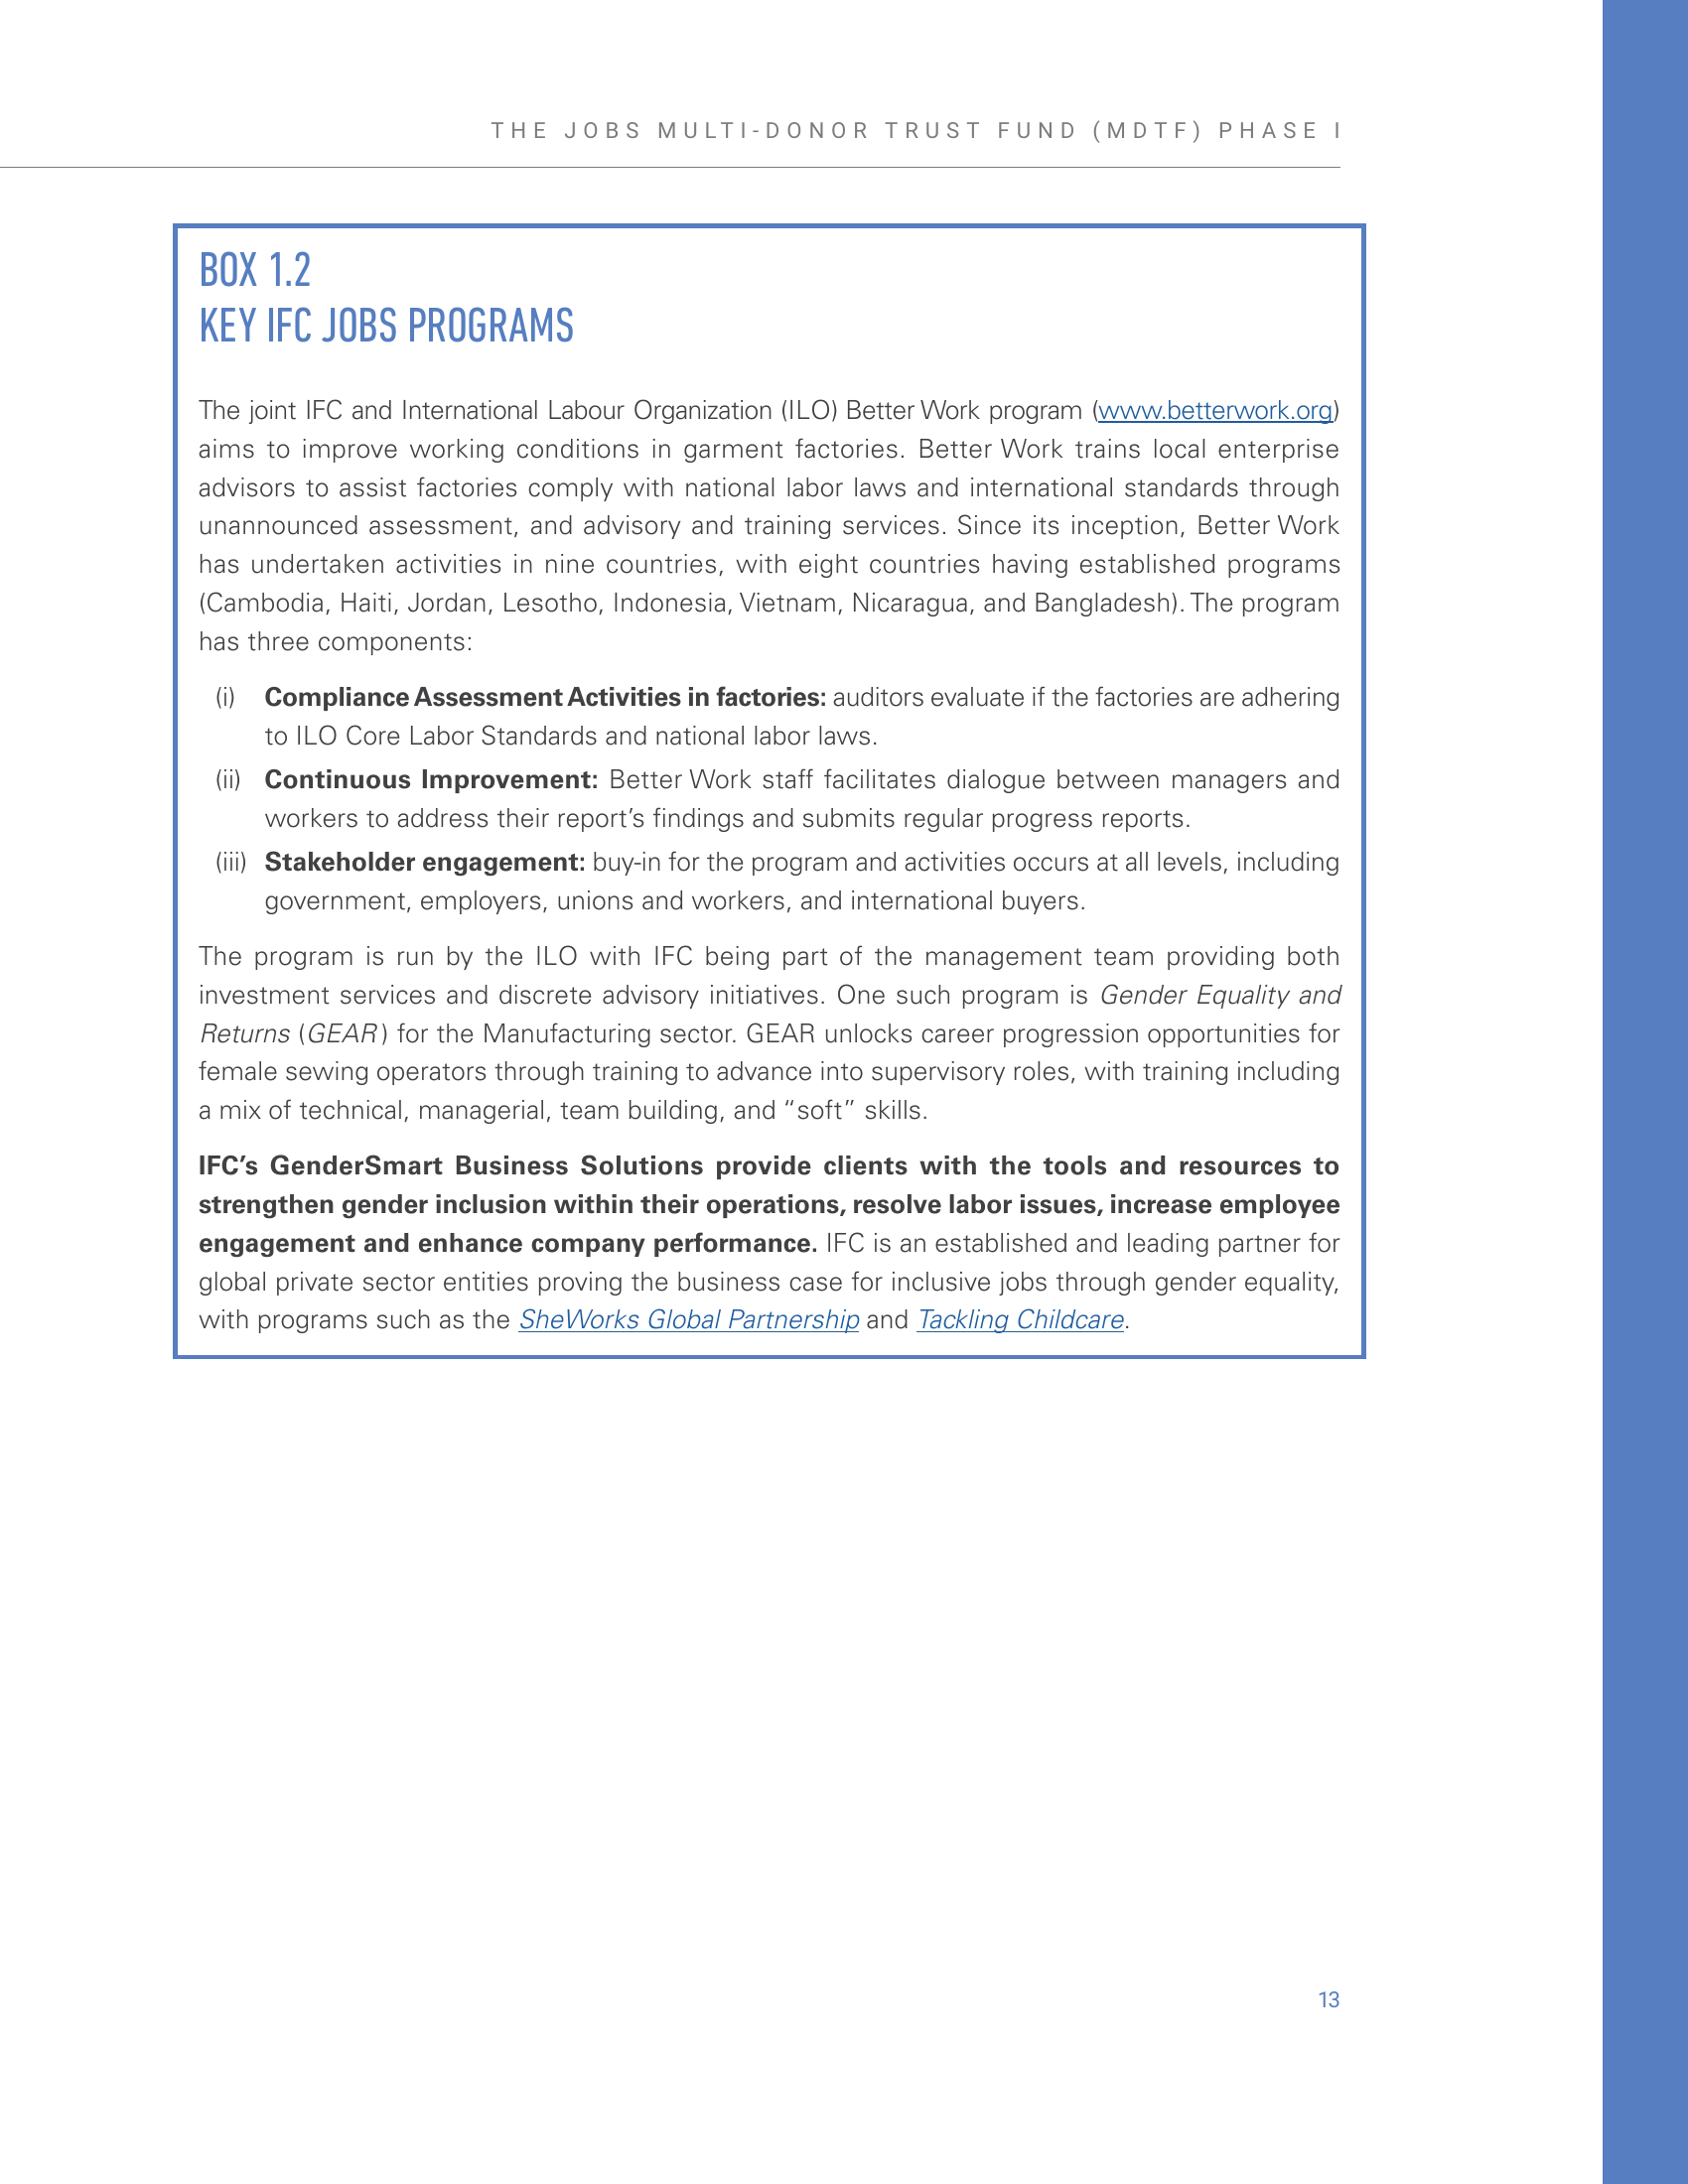 THE JOBS MULTI-DONOR TRUST FUND (MDTF) PHASE I
BOX 1.2
KEY IFC JOBS PROGRAMS
The joint IFC and International Labour Organization (ILO) Better Work program (www.betterwork.org)
aims to improve working conditions in garment factories. Better Work trains local enterprise
advisors to assist factories comply with national labor laws and international standards through
unannounced assessment, and advisory and training services. Since its inception, Better Work
has undertaken activities in nine countries, with eight countries having established programs
(Cambodia, Haiti, Jordan, Lesotho, Indonesia, Vietnam, Nicaragua, and Bangladesh). The program
has three components:
(i) Compliance Assessment Activities in factories: auditors evaluate if the factories are adhering
to ILO Core Labor Standards and national labor laws.
(ii) Continuous Improvement: Better Work staff facilitates dialogue between managers and
workers to address their report’s findings and submits regular progress reports.
(iii) Stakeholder engagement: buy-in for the program and activities occurs at all levels, including
government, employers, unions and workers, and international buyers.
The program is run by the ILO with IFC being part of the management team providing both
investment services and discrete advisory initiatives. One such program is Gender Equality and
Returns (GEAR) for the Manufacturing sector. GEAR unlocks career progression opportunities for
female sewing operators through training to advance into supervisory roles, with training including
a mix of technical, managerial, team building, and “soft” skills.
IFC’s GenderSmart Business Solutions provide clients with the tools and resources to
strengthen gender inclusion within their operations, resolve labor issues, increase employee
engagement and enhance company performance. IFC is an established and leading partner for
global private sector entities proving the business case for inclusive jobs through gender equality,
with programs such as the SheWorks Global Partnership and Tackling Childcare.
13